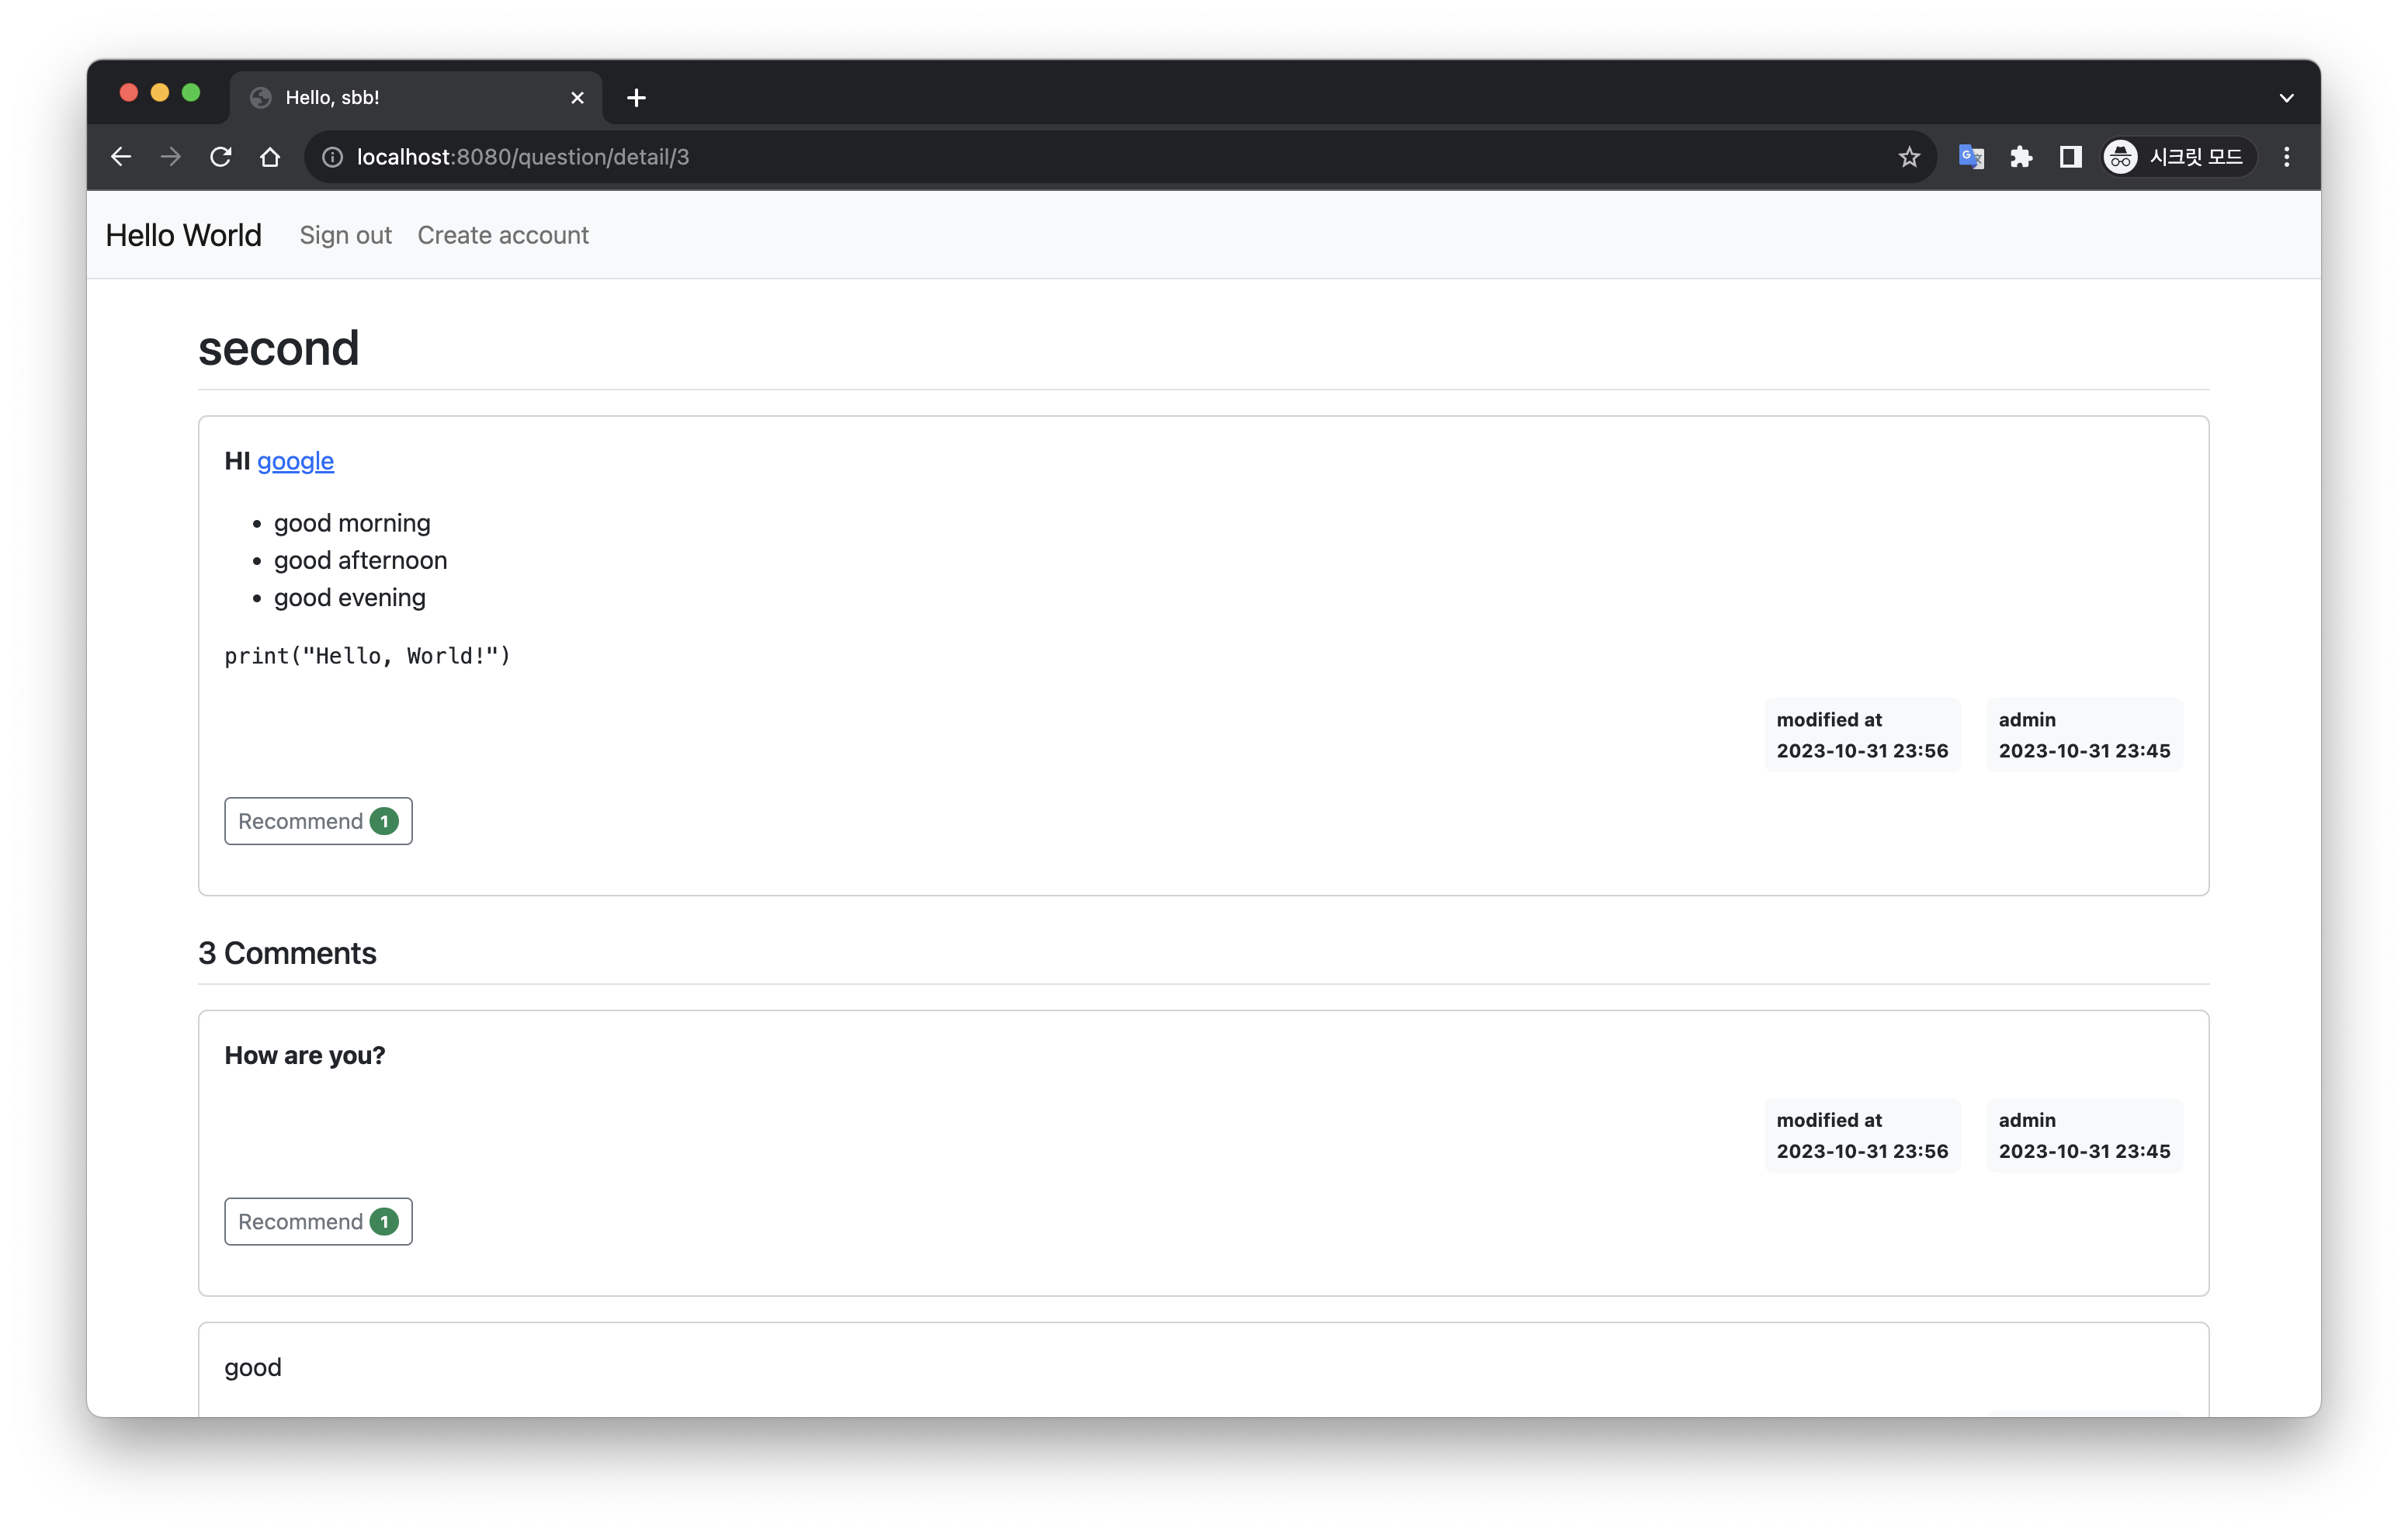 Hello, sbb!
localhost:8080/question/detail/3
시크릿 모드
Hello World Sign out Create account
second
HI google
good morning
good afternoon
good evening
print("Hello, World!")
modified at admin
2023-10-31 23:56 2023-10-31 23:45
Recommend 1
3 Comments
How are you?
modified at admin
2023-10-31 23:56 2023-10-31 23:45
Recommend 1
good